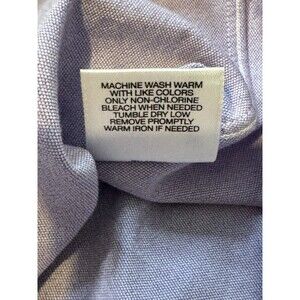 MACHINE WASH WARM
WITH LIKE COLORS
ONLY NON-CHLORINE
BLEACH WHEN NEEDED
TUMBLE DRY LOW
REMOVE PROMPTLY
WARM IRON IF NEEDED